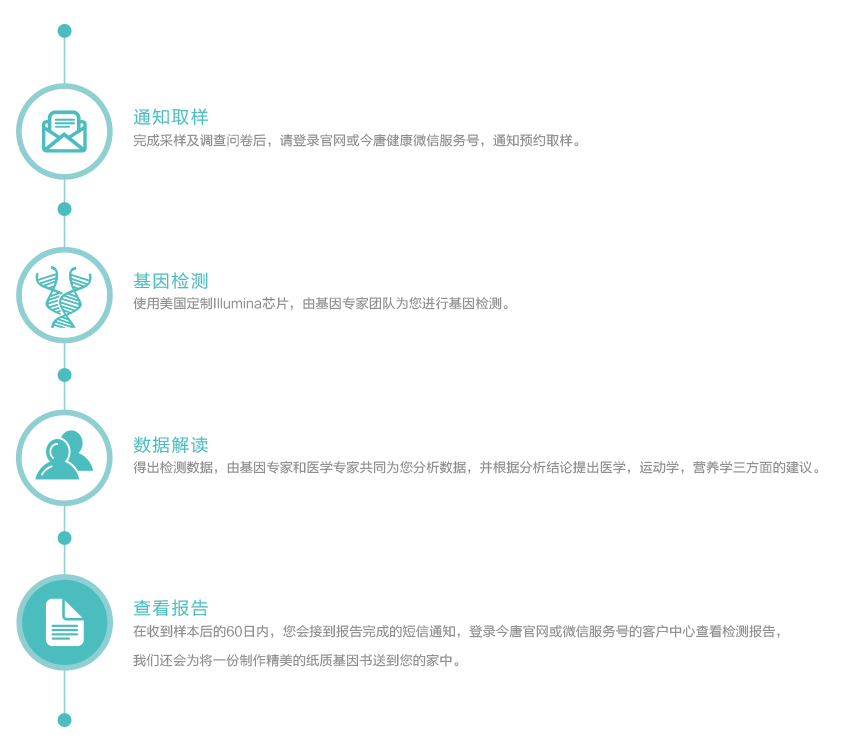 通知取样
完成采样及调查问卷后，请登录官网或今唐健康微信服务号，通知预约取样。
基因检测
使用美国定制Illumina芯片，由基因专家团队为您进行基因检测。
数据解读
得出检测数据，由基因专家和医学专家共同为您分析数据，并根据分析结论提出医学，运动学，营养学三方面的建议。
查看报告
在收到样本后的60日内，您会接到报告完成的短信通知，登录今唐官网或微信服务号的客户中心查看检测报告，
我们还会为将一份制作精美的纸质基因书送到您的家中。